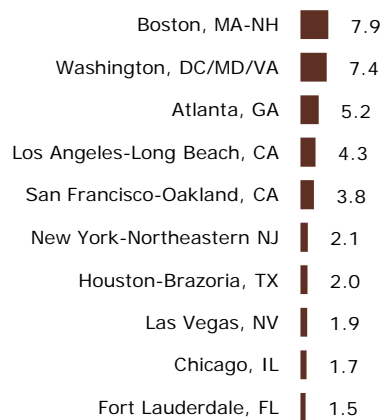 Boston, MA-NH 7.9
Washington, DC/MD/VA 7.4
Atlanta, GA 5.2
Los Angeles-Long Beach, CA 4.3
San Francisco-Oakland, CA 3.8
New York-Northeastern NJ 2.1
Houston-Brazoria, TX 2.0
Las Vegas, NV 1.9
Chicago, IL 1.7
Fort Lauderdale, FL 1.5